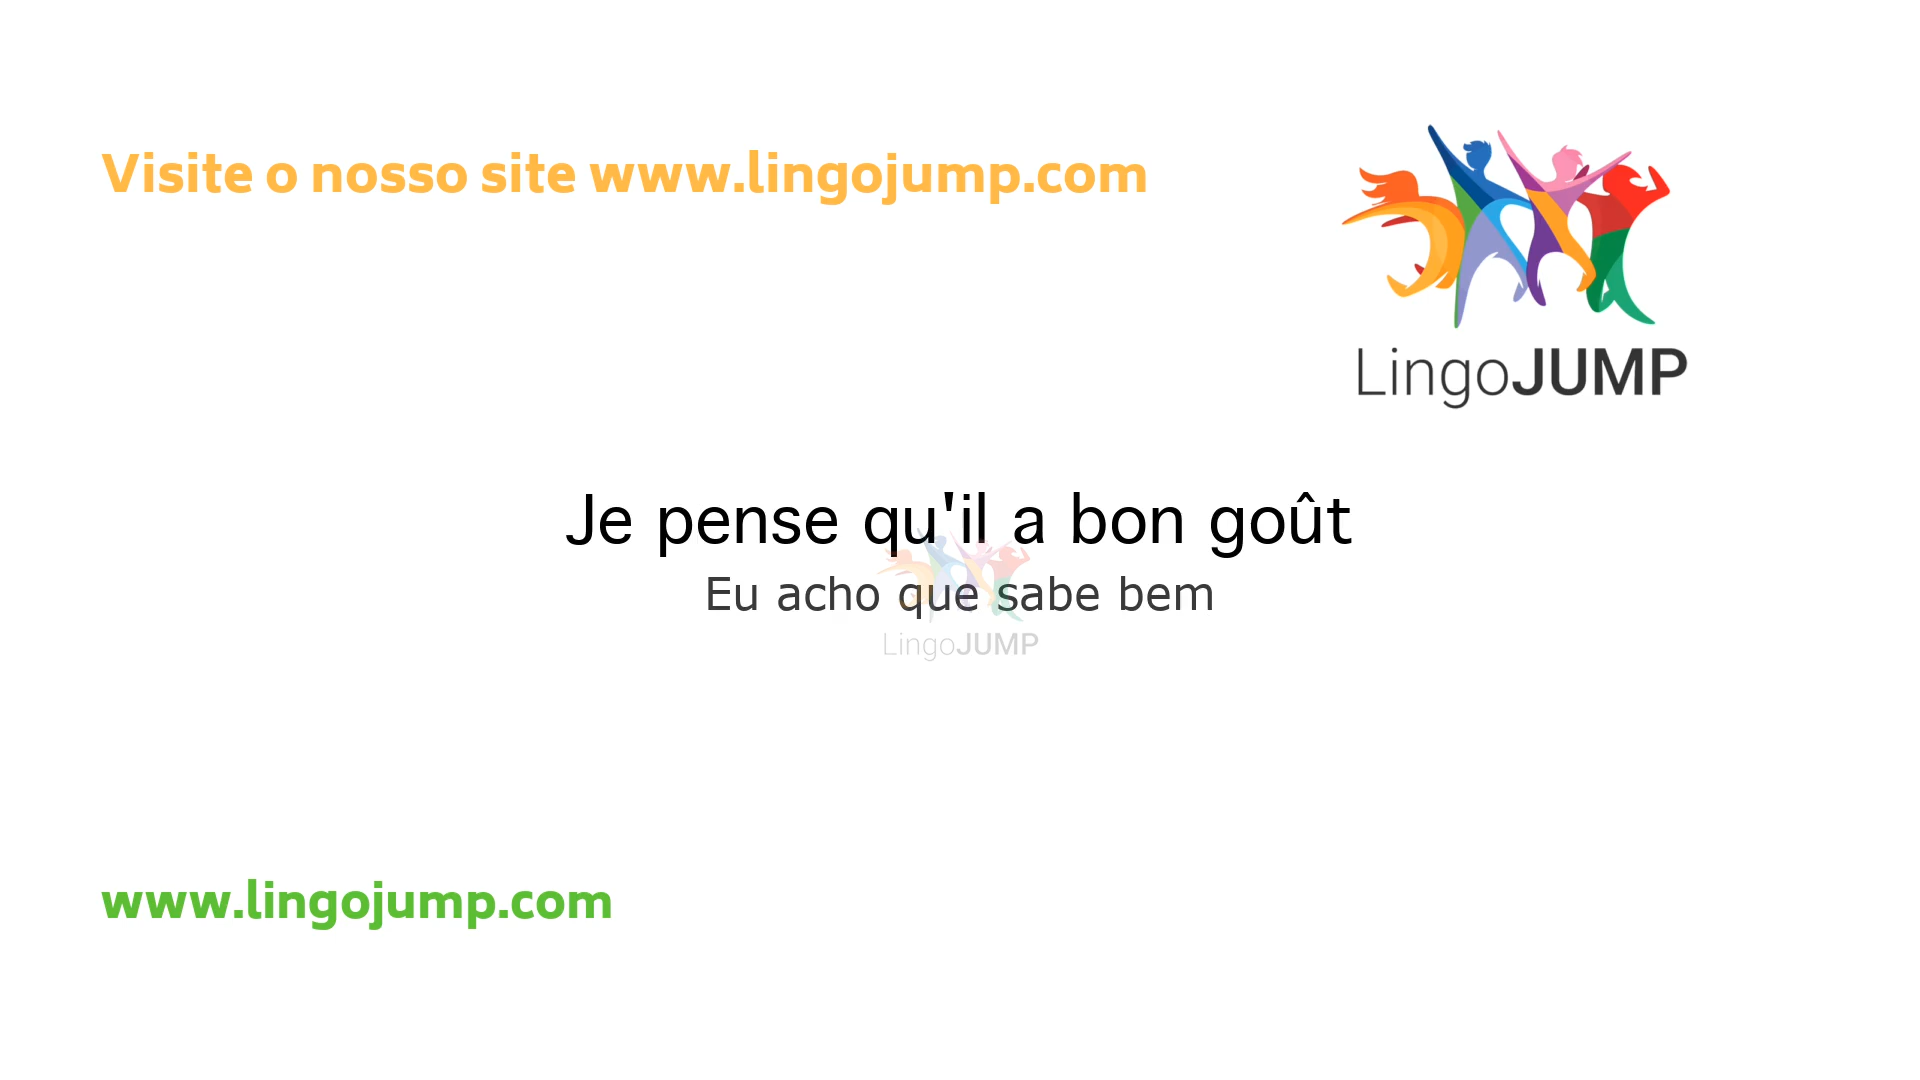 Visite o nosso site www.lingojump.com
LingoJUMP
Je pense qu'il a bon goût
Eu acho que sabe bem
LingoJUMP
www.lingojump.com